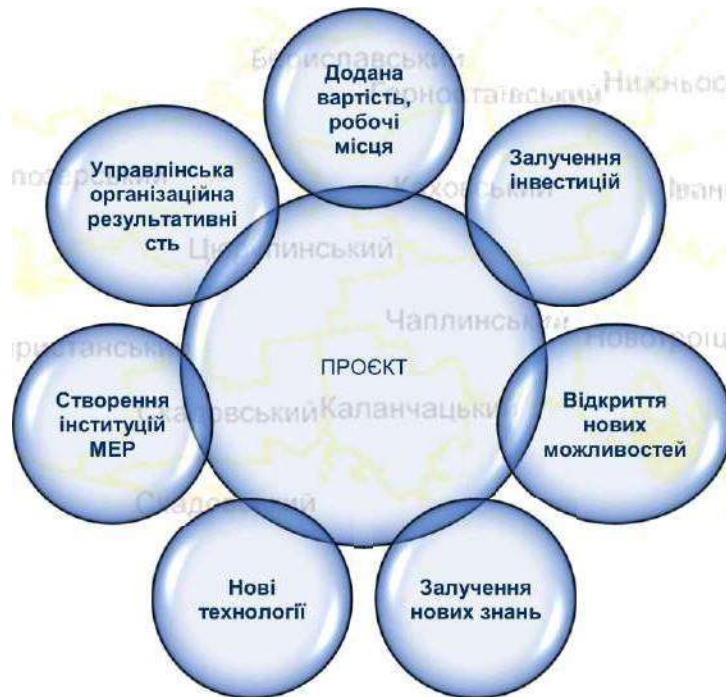 Додана
вартість,
робочі
місця
Залучення
інвестицій
Відкриття
нових
можливостей
Залучення
нових знань
Нові
технології
Створення
інституцій
МЕР
Управлінська
організаційна
результативні
сть
ПРОЄКТ
Каховський
Чаплинський
Каланчацький